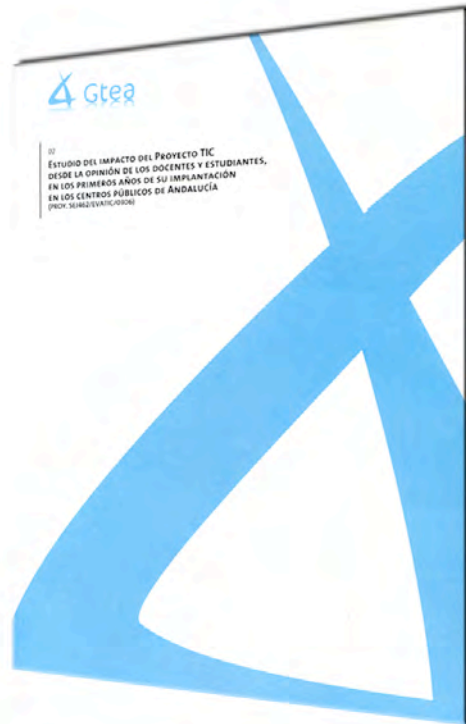 Gtea
02
ESTUDIO DEL IMPACTO DEL PROYECTO TIC
DESDE LA OPINIÓN DE LOS DOCENTES Y ESTUDIANTES,
EN LOS PRIMEROS AÑOS DE SU IMPLANTACIÓN
EN LOS CENTROS PÚBLICOS DE ANDALUCÍA
(PROY. SEJ462/EVATIC/0306)